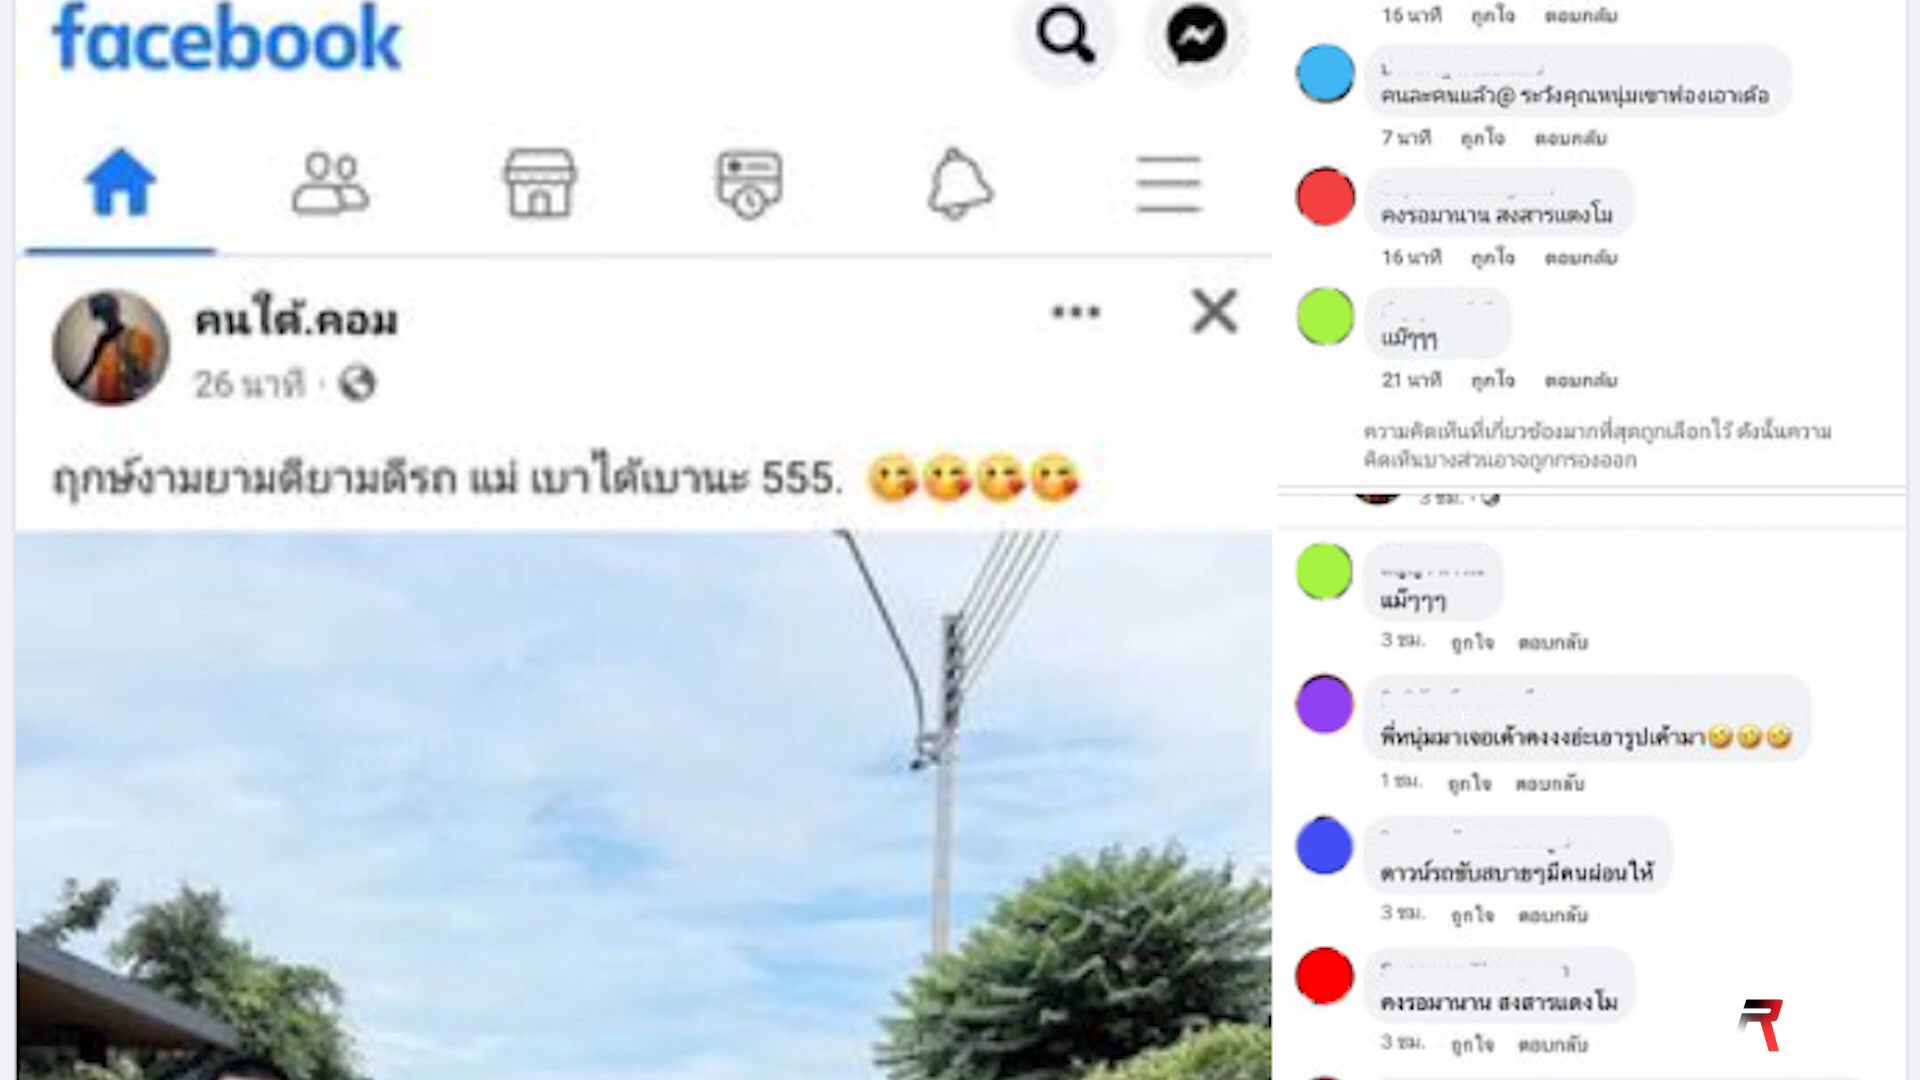 facebook
คนใต้.คอม
26 นาที
ฤกษ์งามยามดียามดีรถ แม่ เบาได้เบานะ 555. 😋😋😋😋
16 นาที ถูกใจ ตอบกลับ
คนละคนแล้ว@ ระวังคุณหนุ่มเขาฟ้องเอาเด้อ
7 นาที ถูกใจ ตอบกลับ
คงรอมานาน สงสารแตงโม
16 นาที ถูกใจ ตอบกลับ
แม๊ๆๆๆ
21 นาที ถูกใจ ตอบกลับ
ความคิดเห็นที่เกี่ยวข้องมากที่สุดถูกเลือกไว้ ดังนั้นความ
คิดเห็นบางส่วนอาจถูกกรองออก
3 ชม.
แม๊ๆๆๆ
3 ชม. ถูกใจ ตอบกลับ
พี่หนุ่มมาเจอเค้าคงงงย่ะเอารูปเค้ามา🤣🤣🤣
1 ชม. ถูกใจ ตอบกลับ
ดาวน์รถขับสบายๆมีคนผ่อนให้
3 ชม. ถูกใจ ตอบกลับ
คงรอมานาน สงสารแตงโม
3 ชม. ถูกใจ ตอบกลับ